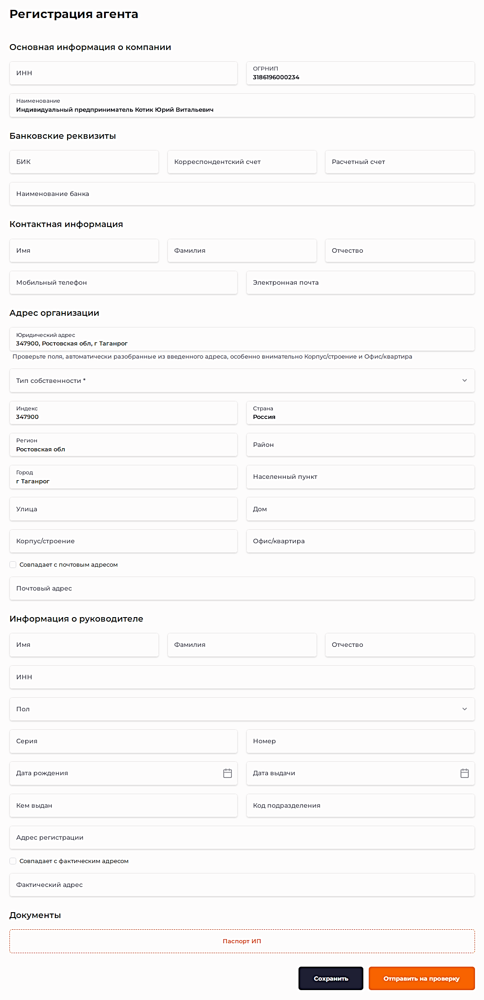 Регистрация агента
Основная информация о компании
ИНН
ОГРНИП
3186196000234
Наименование
Индивидуальный предприниматель Котик Юрий Витальевич
Банковские реквизиты
БИК
Корреспондентский счет
Расчетный счет
Наименование банка
Контактная информация
Имя
Фамилия
Отчество
Мобильный телефон
Электронная почта
Адрес организации
Юридический адрес
347900, Ростовская обл, г Таганрог
Проверьте поля, автоматически разобранные из введенного адреса, особенно внимательно Корпус/строение и Офис/квартира
Тип собственности *
Индекс
347900
Страна
Россия
Регион
Ростовская обл
Район
Город
г Таганрог
Населенный пункт
Улица
Дом
Корпус/строение
Офис/квартира
Совпадает с почтовым адресом
Почтовый адрес
Информация о руководителе
Имя
Фамилия
Отчество
ИНН
Пол
Серия
Номер
Дата рождения
Дата выдачи
Кем выдан
Код подразделения
Адрес регистрации
Совпадает с фактическим адресом
Фактический адрес
Документы
Паспорт ИП
Сохранить
Отправить на проверку